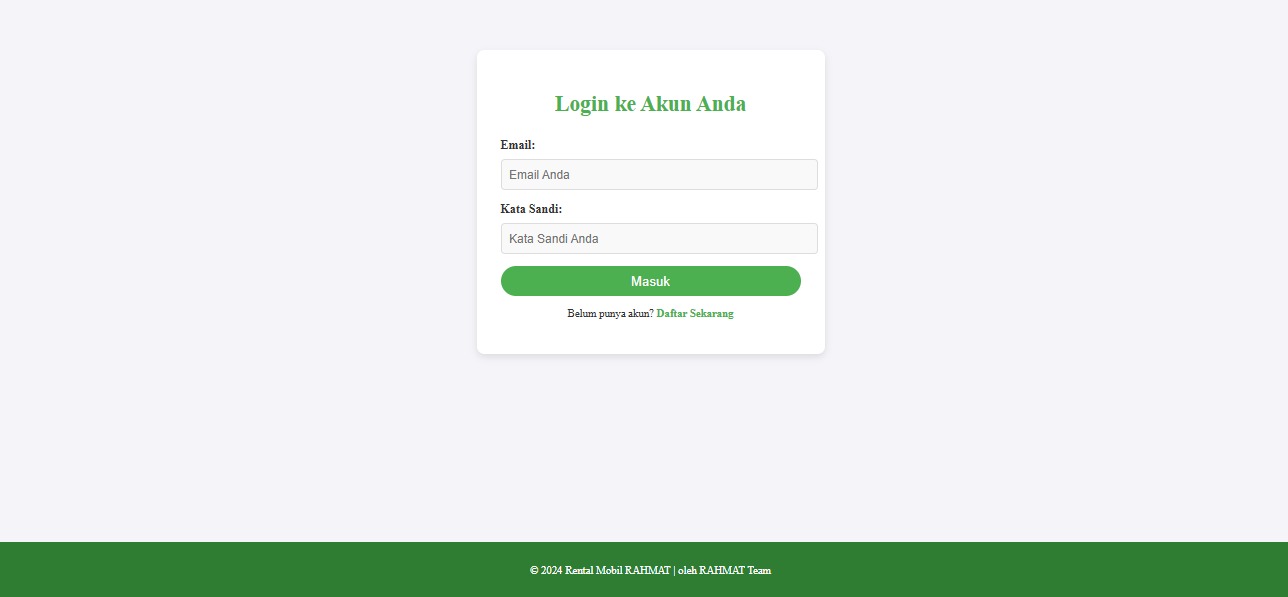 Login ke Akun Anda
Email:
Email Anda
Kata Sandi:
Kata Sandi Anda
Masuk
Belum punya akun? Daftar Sekarang
© 2024 Rental Mobil RAHMAT | oleh RAHMAT Team